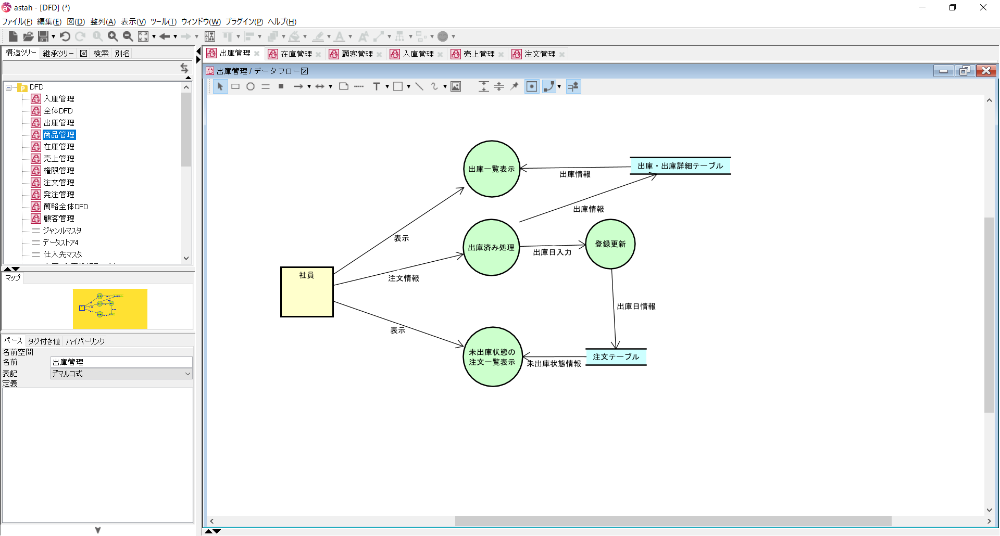 astah - [DFD] (*)
ファイル(F) 編集(E) 図(D) 整列(A) 表示(V) ツール(T) ウィンドウ(W) プラグイン(P) ヘルプ(H)
構造ツリー 継承ツリー 図 検索 別名
出庫管理 在庫管理 顧客管理 入庫管理 売上管理 注文管理
出庫管理 / データフロー図
DFD
入庫管理
全体DFD
出庫管理
商品管理
在庫管理
売上管理
権限管理
注文管理
発注管理
簡略全体DFD
顧客管理
ジャンルマスタ
データストア4
仕入先マスタ
マップ
ベース タグ付き値 ハイパーリンク
名前空間
名前 出庫管理
表記 デマルコ式
定義
出庫一覧表示
出庫・出庫詳細テーブル
出庫情報
出庫情報
表示
出庫済み処理
登録更新
出庫日入力
社員
注文情報
出庫日情報
表示
未出庫状態の
注文一覧表示
注文テーブル
未出庫状態情報